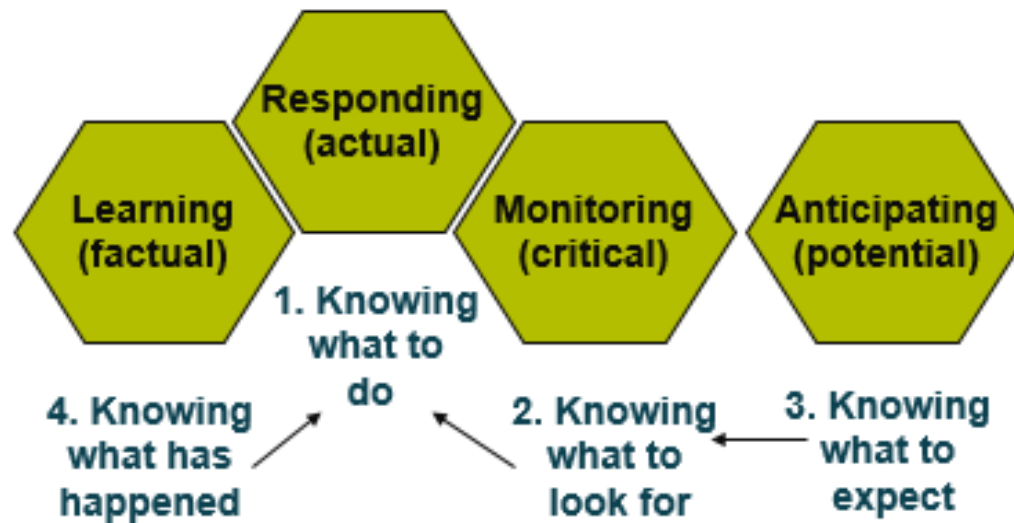 Responding
(actual)
Learning
(factual)
Monitoring
(critical)
Anticipating
(potential)
1. Knowing
what to
do
4. Knowing
what has
happened
2. Knowing
what to
look for
3. Knowing
what to
expect